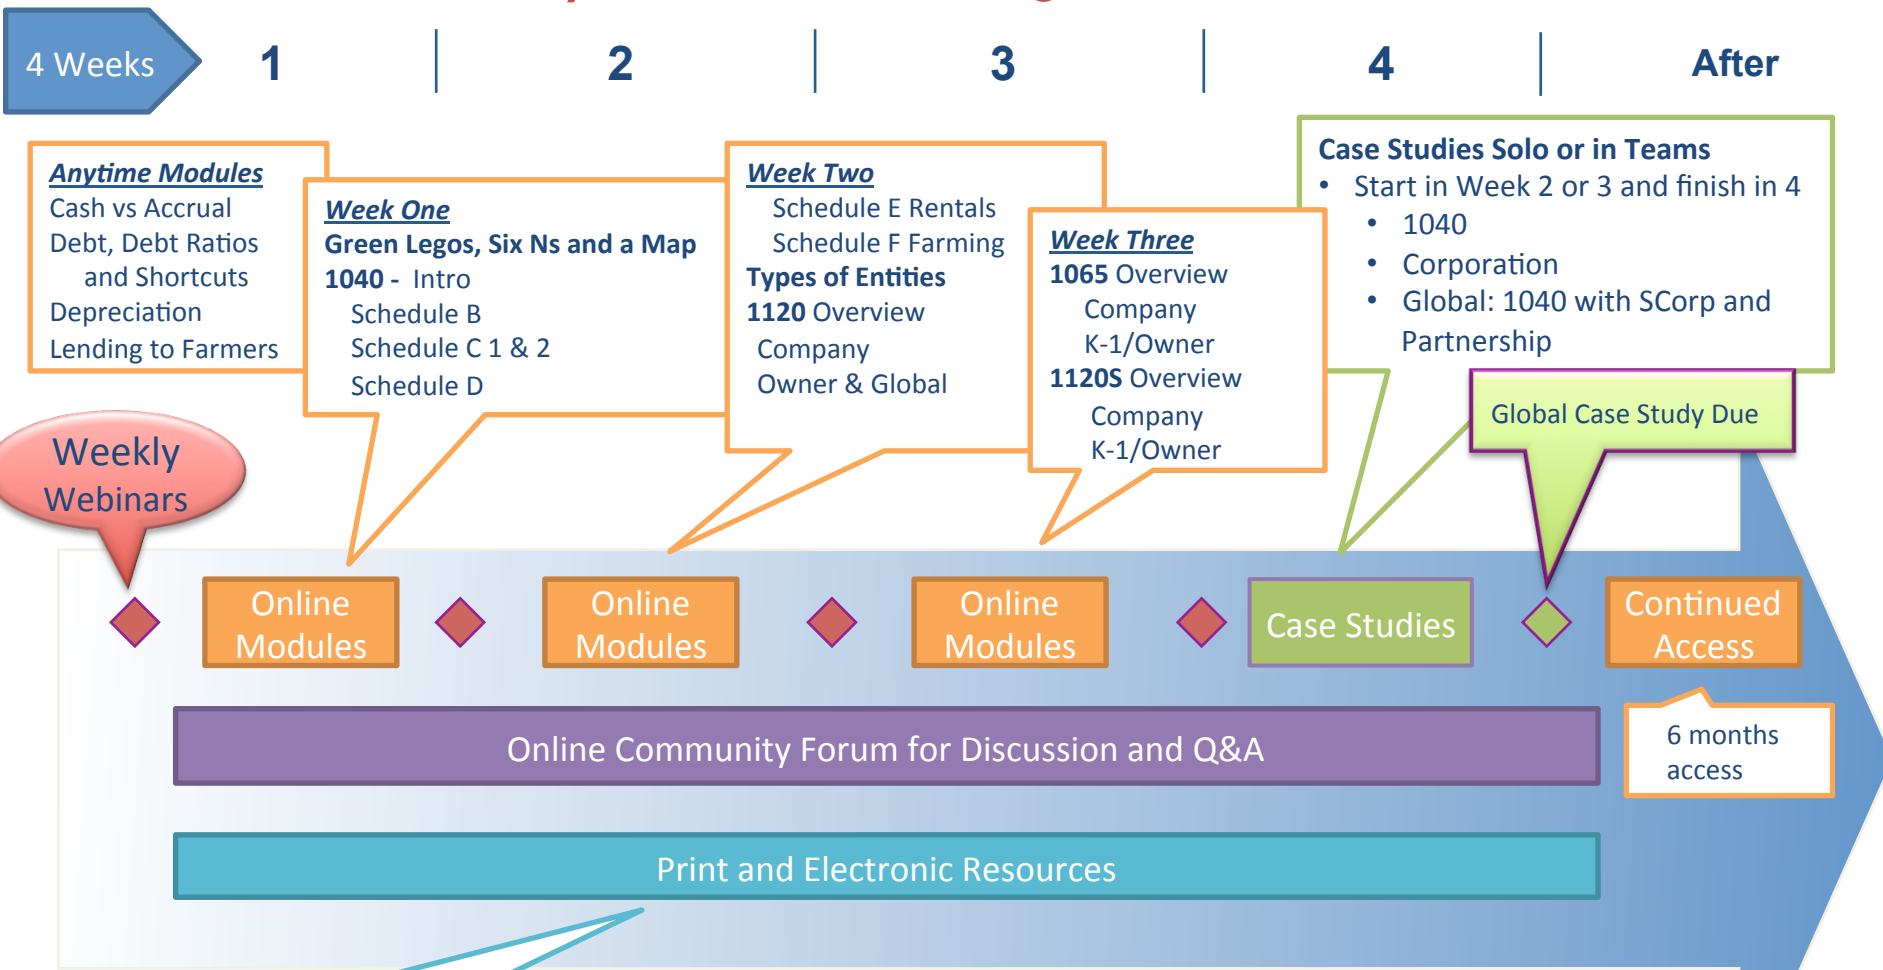 4 Weeks
1
2
3
4
After
Anytime Modules
Cash vs Accrual
Debt, Debt Ratios
and Shortcuts
Depreciation
Lending to Farmers
Week One
Green Legos, Six Ns and a Map
1040 - Intro
Schedule B
Schedule C 1 & 2
Schedule D
Week Two
Schedule E Rentals
Schedule F Farming
Types of Entities
1120 Overview
Company
Owner & Global
Week Three
1065 Overview
Company
K-1/Owner
1120S Overview
Company
K-1/Owner
Case Studies Solo or in Teams
• Start in Week 2 or 3 and finish in 4
• 1040
• Corporation
• Global: 1040 with SCorp and
Partnership
Global Case Study Due
Weekly
Webinars
Online
Modules
Online
Modules
Online
Modules
Case Studies
Continued
Access
6 months
access
Online Community Forum for Discussion and Q&A
Print and Electronic Resources